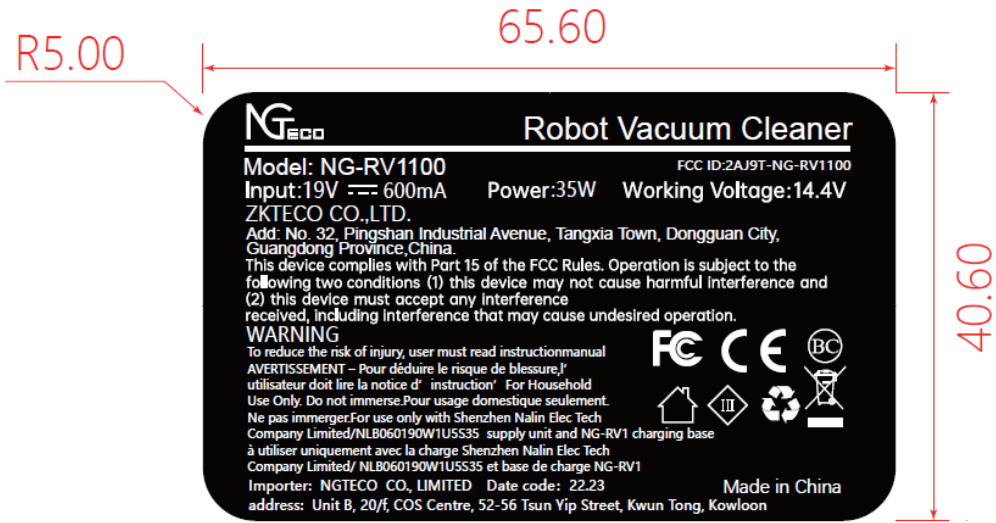 65.60
R5.00
NGTECO
Robot Vacuum Cleaner
Model: NG-RV1100
FCC ID:2AJ9T-NG-RV1100
Input:19V 600mA Power:35W Working Voltage:14.4V
ZKTECO CO.,LTD.
Add: No. 32, Pingshan Industrial Avenue, Tangxia Town, Dongguan City,
Guangdong Province,China.
This device complies with Part 15 of the FCC Rules. Operation is subject to the
following two conditions (1) this device may not cause harmful interference and
(2) this device must accept any interference
received, including interference that may cause undesired operation.
WARNING
To reduce the risk of injury, user must read instructionmanual
AVERTISSEMENT – Pour déduire le risque de blessure,l'
utilisateur doit lire la notice d' instruction' For Household
Use Only. Do not immerse.Pour usage domestique seulement.
Ne pas immerger.For use only with Shenzhen Nalin Elec Tech
Company Limited/NLB060190W1U5S35 supply unit and NG-RV1 charging base
à utiliser uniquement avec la charge Shenzhen Nalin Elec Tech
Company Limited/ NLB060190W1U5S35 et base de charge NG-RV1
FC CE BC
III
Importer: NGTECO CO., LIMITED Date code: 22.23
Made in China
address: Unit B, 20/f, COS Centre, 52-56 Tsun Yip Street, Kwun Tong, Kowloon
40.60